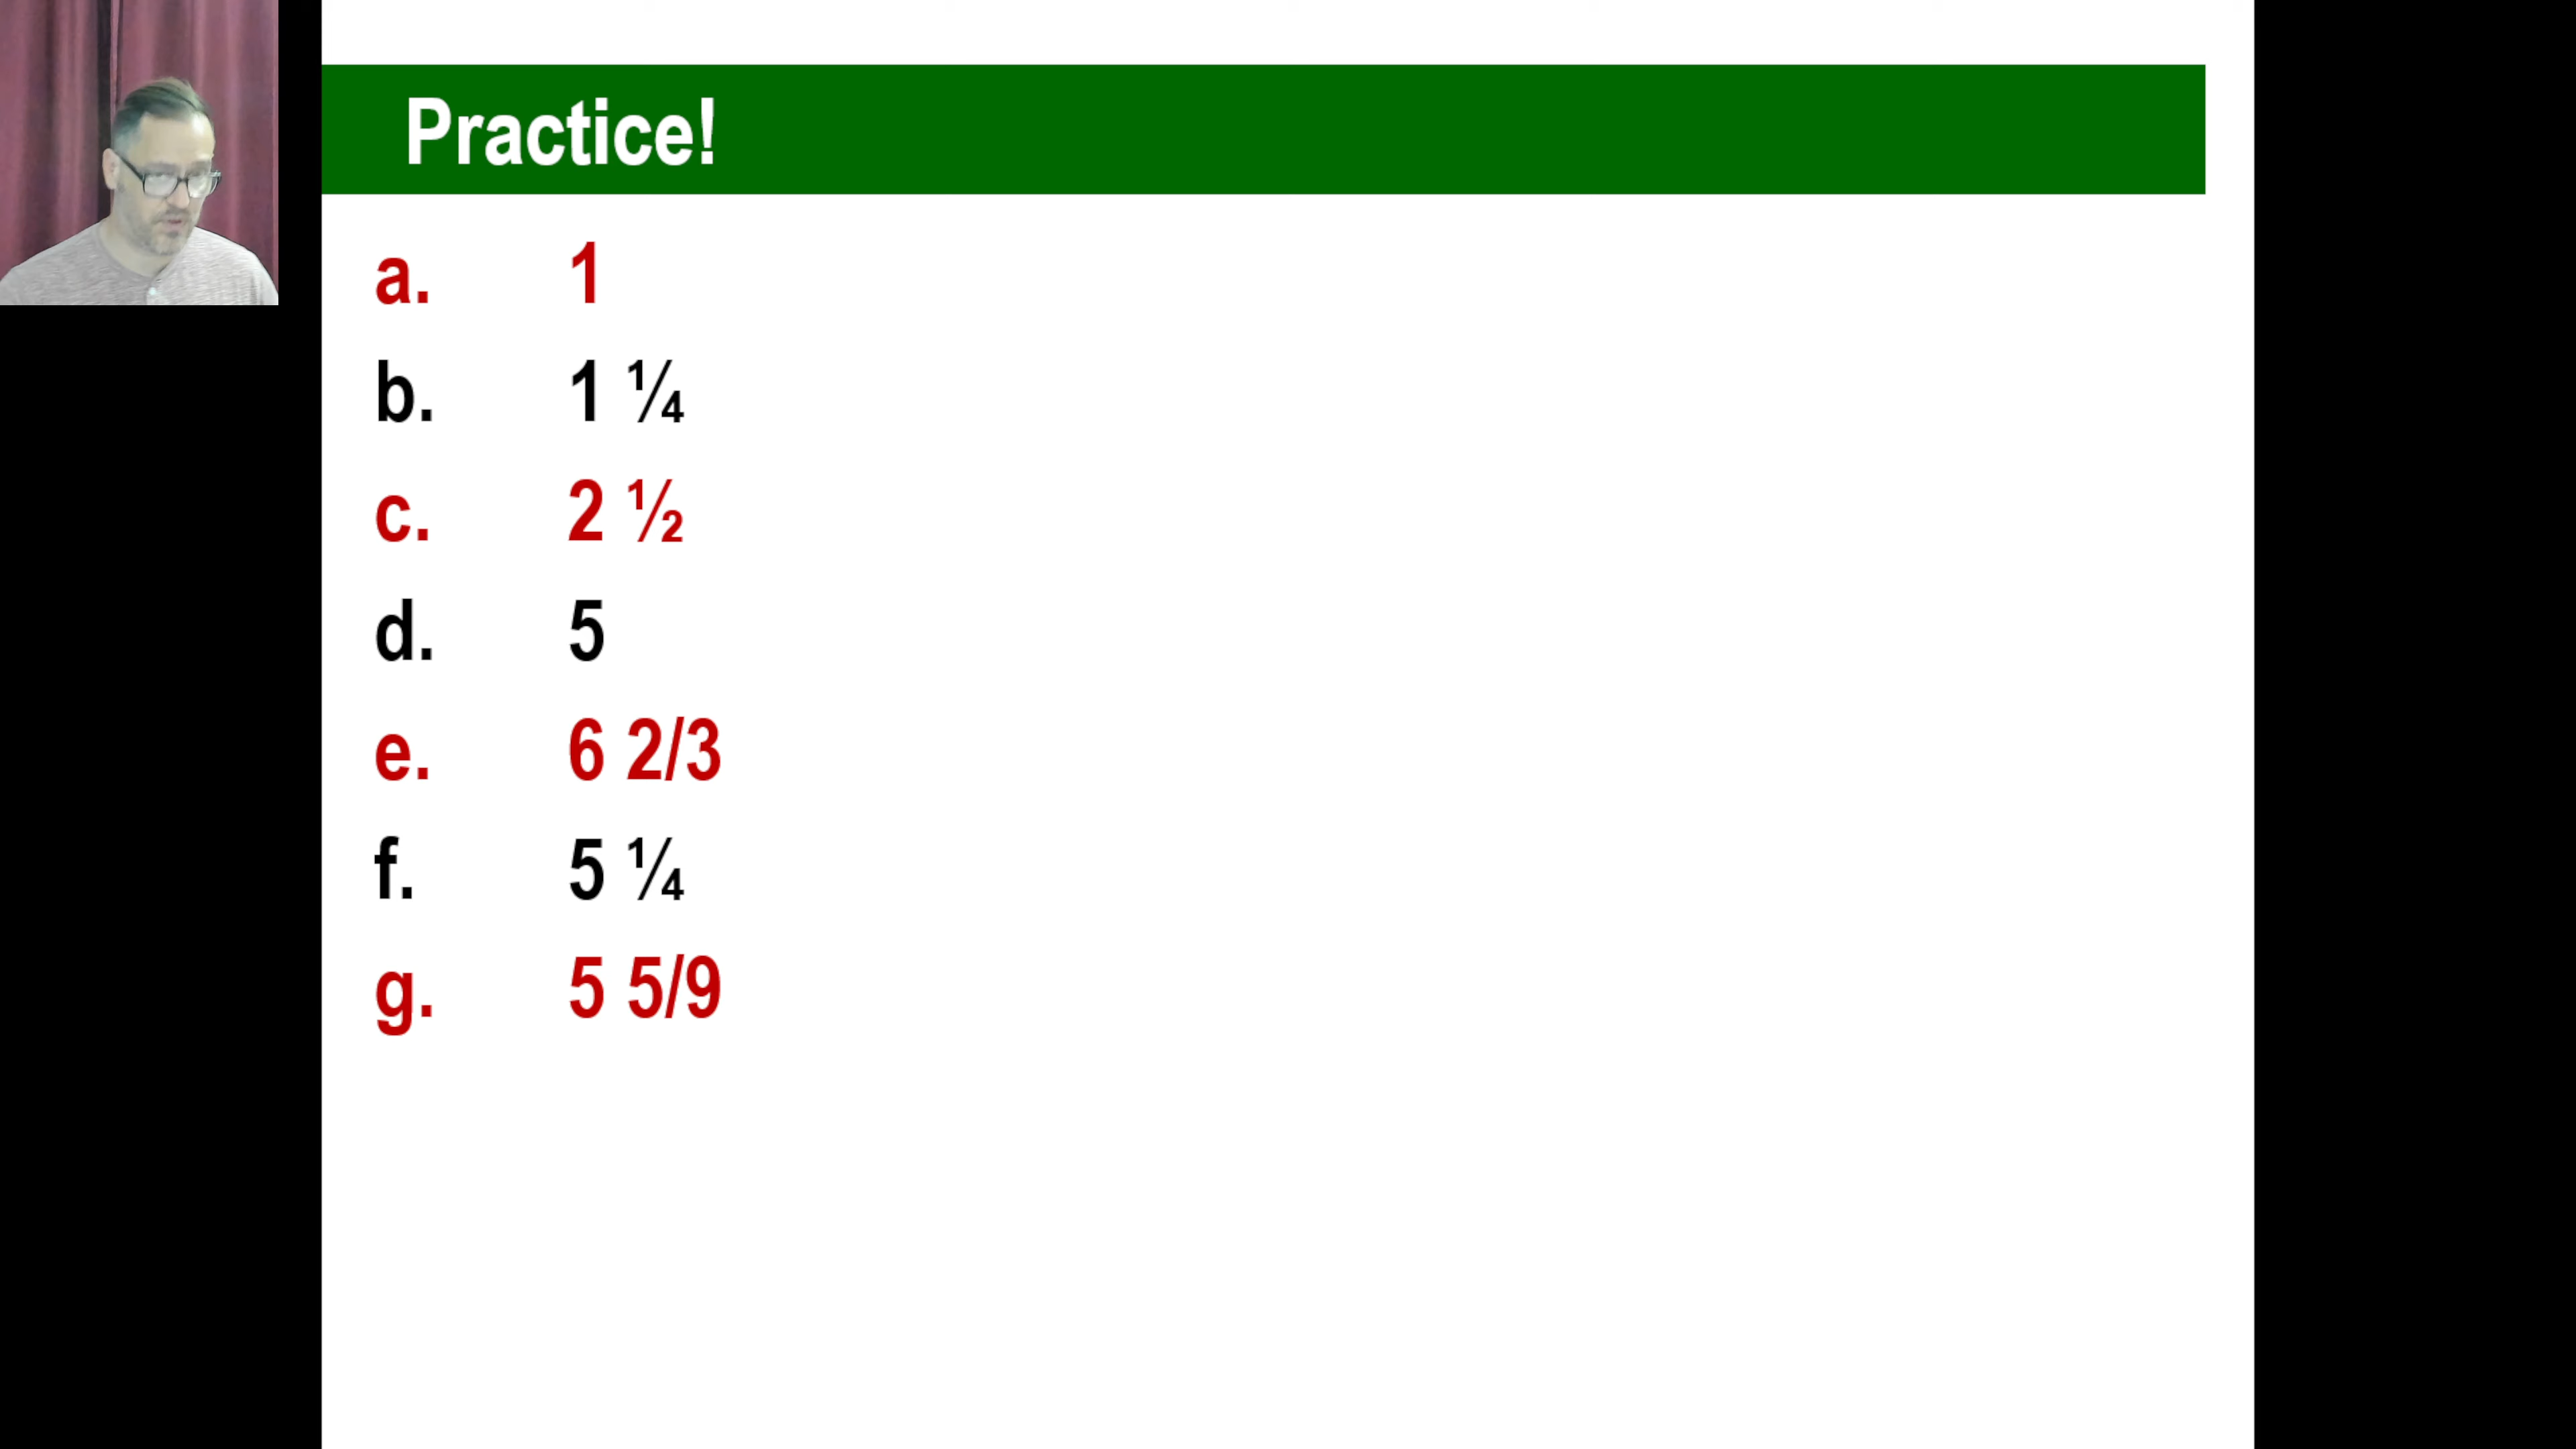 Practice!
a. 1
b. 1 ¼
c. 2 ½
d. 5
e. 6 2/3
f. 5 ¼
g. 5 5/9